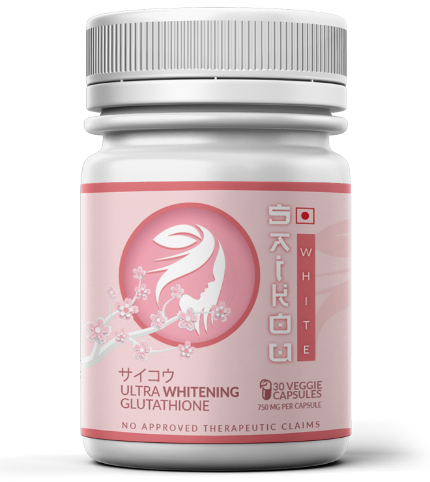 SAIKOU
WHITE
サイコウ
ULTRA WHITENING
GLUTATHIONE
30 VEGGIE
CAPSULES
750 MG PER CAPSULE
NO APPROVED THERAPEUTIC CLAIMS